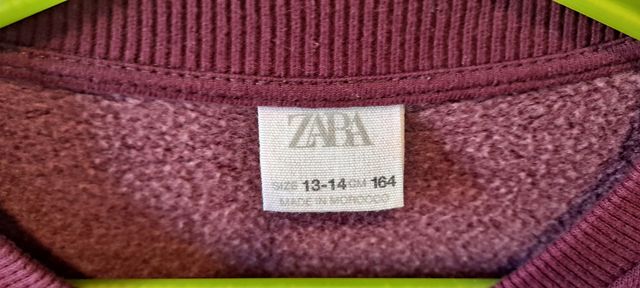 ZARA
SIZE 13-14 CM 164
MADE IN MOROCCO